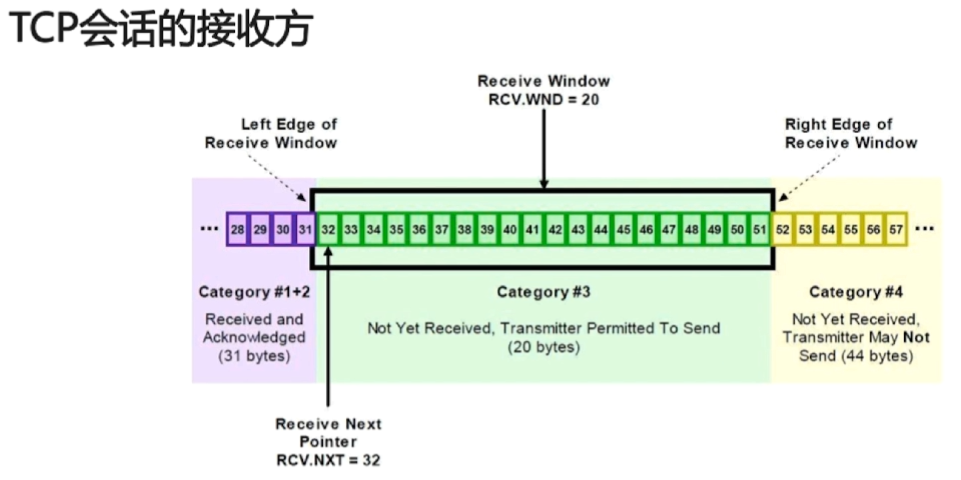 TCP会话的接收方
Receive Window
RCV.WND = 20
Left Edge of
Receive Window
Right Edge of
Receive Window
... 28 29 30 31 32 33 34 35 36 37 38 39 40 41 42 43 44 45 46 47 48 49 50 51 52 53 54 55 56 57 ...
Category #1+2
Received and
Acknowledged
(31 bytes)
Category #3
Not Yet Received, Transmitter Permitted To Send
(20 bytes)
Category #4
Not Yet Received,
Transmitter May Not
Send (44 bytes)
Receive Next
Pointer
RCV.NXT = 32